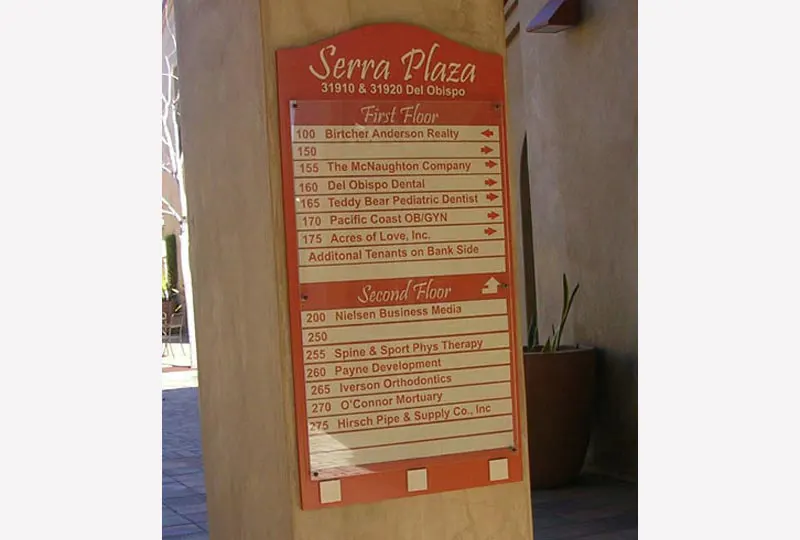 Serra Plaza
31910 & 31920 Del Obispo
First Floor
100 Birtcher Anderson Realty
150
155 The McNaughton Company
160 Del Obispo Dental
165 Teddy Bear Pediatric Dentist
170 Pacific Coast OB/GYN
175 Acres of Love, Inc.
Additonal Tenants on Bank Side
Second Floor
200 Nielsen Business Media
250
255 Spine & Sport Phys Therapy
260 Payne Development
265 Iverson Orthodontics
270 O'Connor Mortuary
275 Hirsch Pipe & Supply Co., Inc